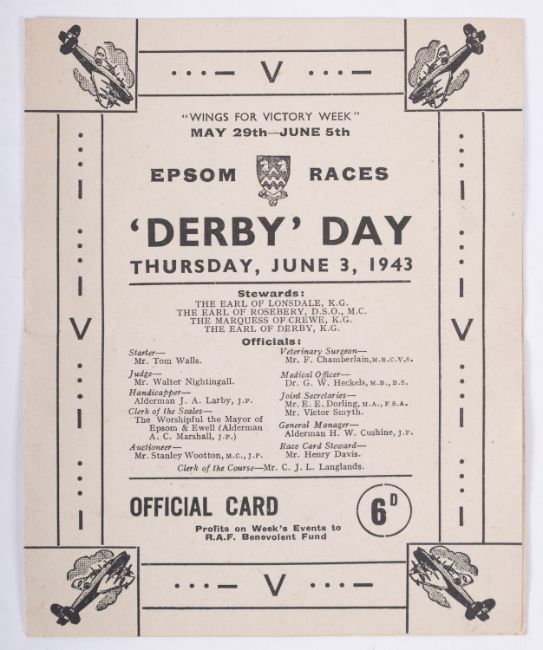 ···— V ···—
"WINGS FOR VICTORY WEEK"
MAY 29th—JUNE 5th
EPSOM RACES
'DERBY' DAY
THURSDAY, JUNE 3, 1943
Stewards:
THE EARL OF LONSDALE, K.G.
THE EARL OF ROSEBERY, D.S.O., M.C.
THE MARQUESS OF CREWE, K.G.
THE EARL OF DERBY, K.G.
Officials:
Starter—
Mr. Tom Walls.
Judge—
Mr. Walter Nightingall.
Handicapper—
Alderman J. A. Larby, J.P.
Clerk of the Scales—
The Worshipful the Mayor of
Epsom & Ewell (Alderman
A. C. Marshall, J.P.)
Auctioneer—
Mr. Stanley Wootton, M.C., J.P.
Veterinary Surgeon—
Mr. F. Chamberlain, M.R.C.V.S.
Medical Officer—
Dr. G. W. Heckels, M.B., B.S.
Joint Secretaries—
Mr. E. E. Dorling, M.A., F.S.A.
Mr. Victor Smyth.
General Manager—
Alderman H. W. Cushine, J.P.
Race Card Steward—
Mr. Henry Davis.
Clerk of the Course—Mr. C. J. L. Langlands.
OFFICIAL CARD
6D
Profits on Week's Events to
R.A.F. Benevolent Fund
V
V
···— V ···—